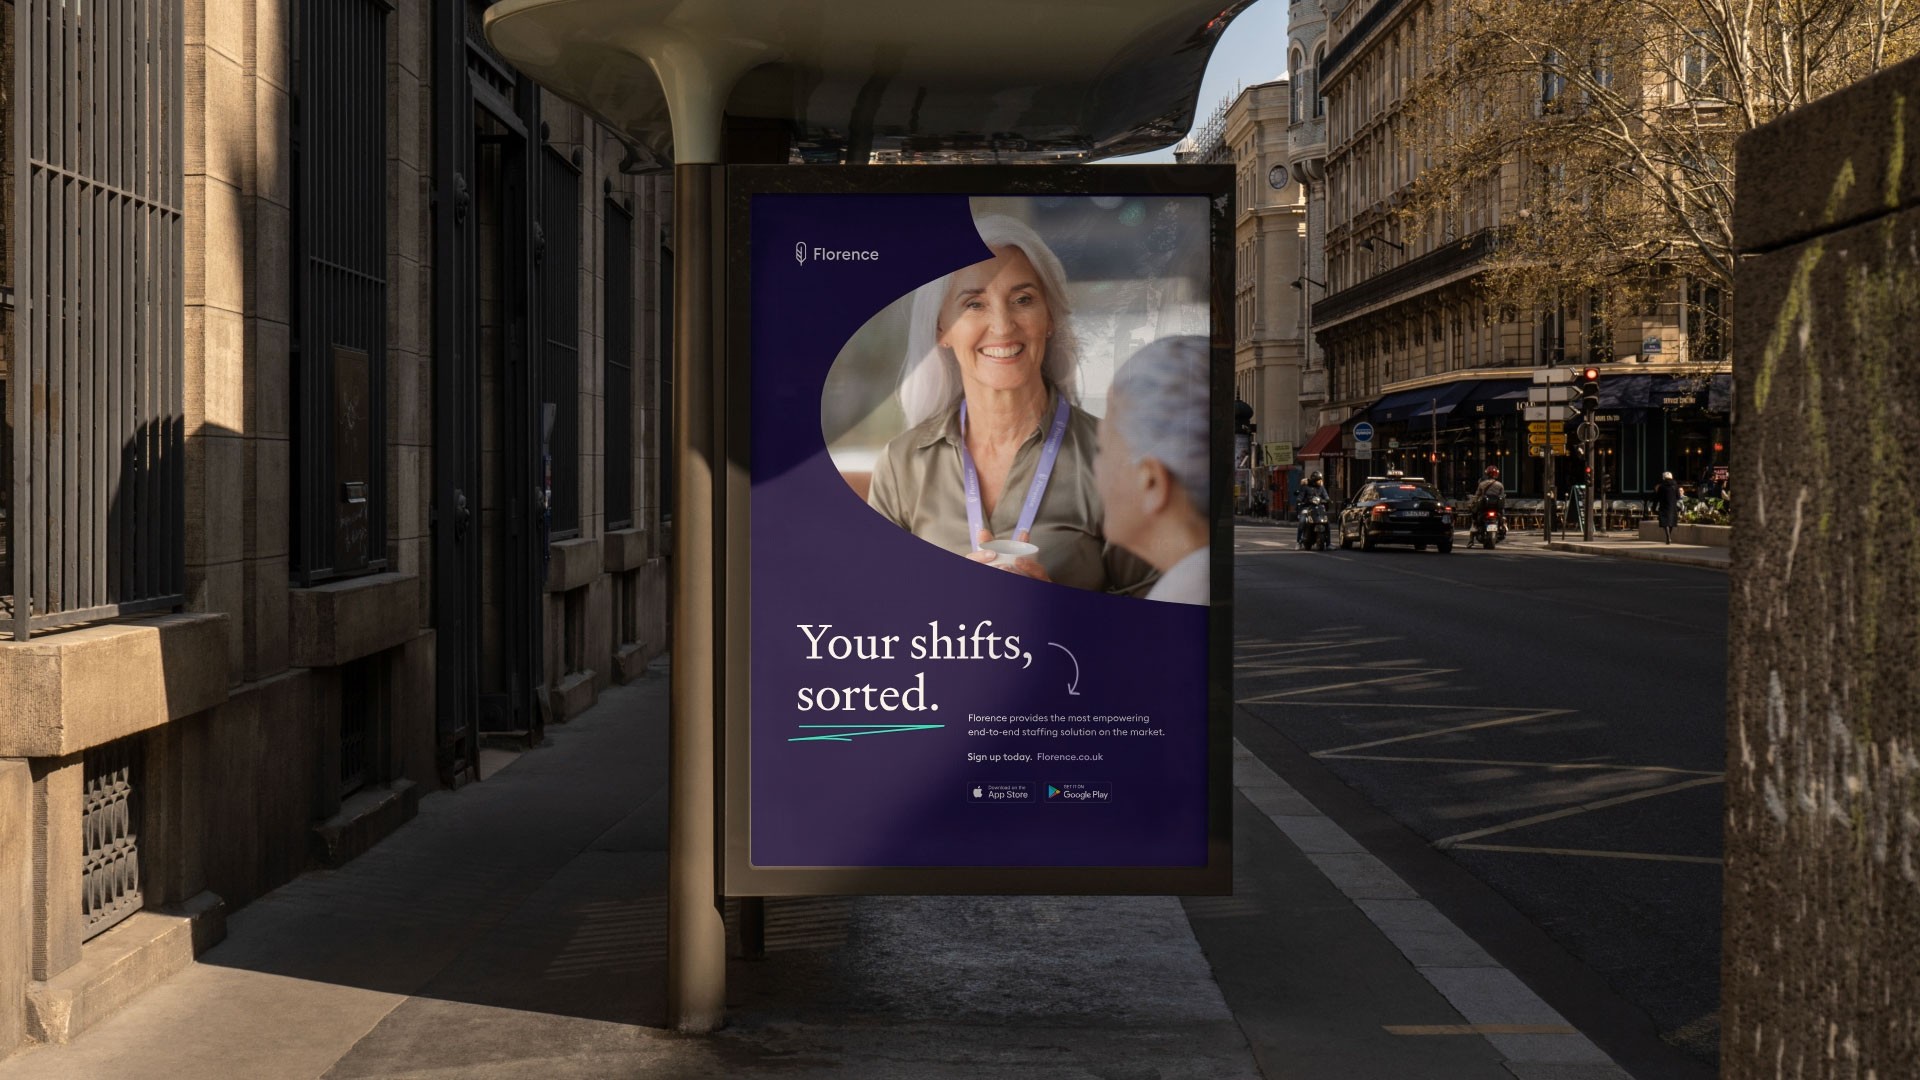 Florence
Your shifts,
sorted.
Florence provides the most empowering
end-to-end staffing solution on the market.
Sign up today. Florence.co.uk
Download on the
App Store
GET IT ON
Google Play
Florence